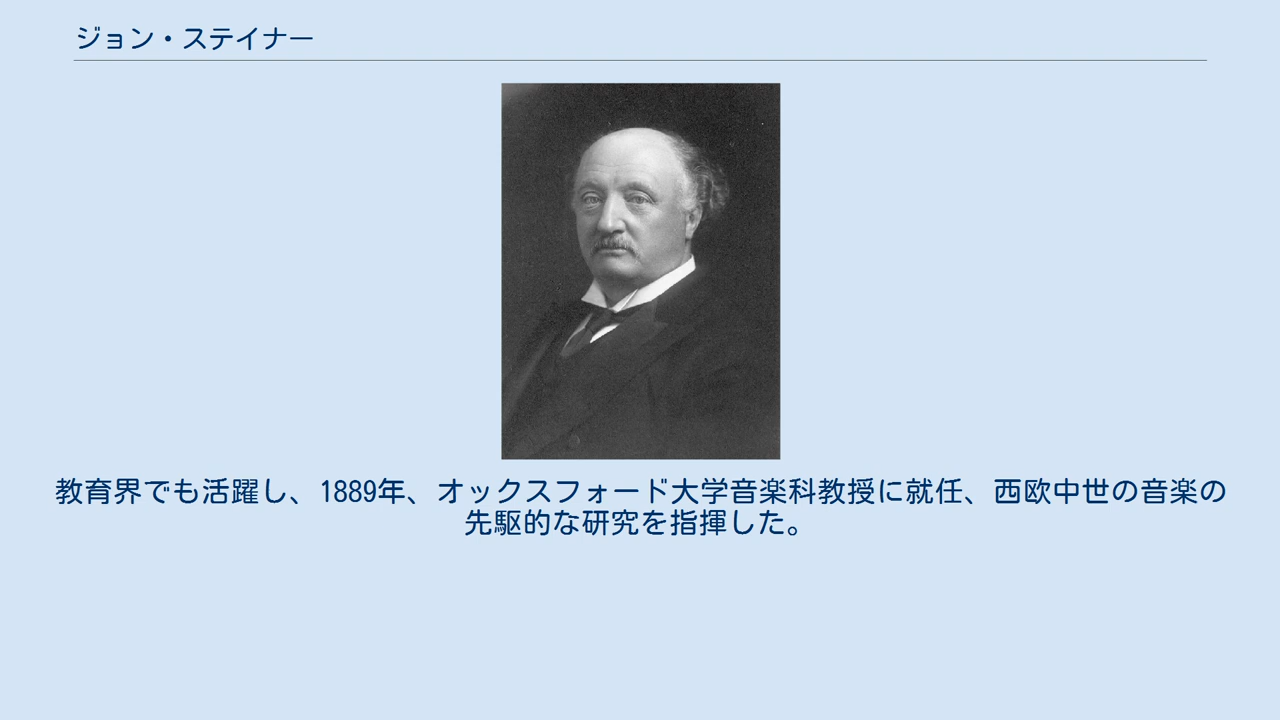 ジョン・ステイナー
教育界でも活躍し、1889年、オックスフォード大学音楽科教授に就任、西欧中世の音楽の
先駆的な研究を指揮した。